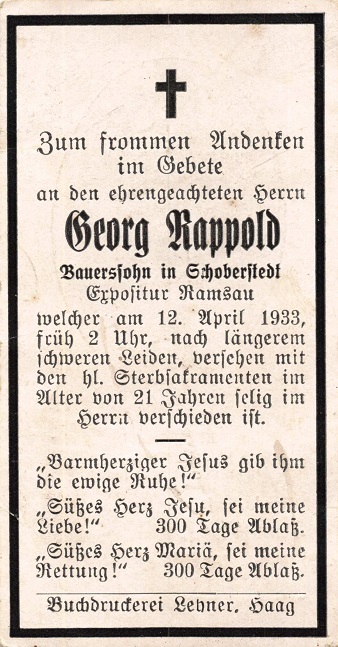 Zum frommen Andenken
im Gebete
an den ehrengeachteten Herrn
Georg Rappold
Bauerssohn in Schoberstedt
Expositur Ramsau
welcher am 12. April 1933,
früh 2 Uhr, nach längerem
schweren Leiden, versehen mit
den hl. Sterbsakramenten im
Alter von 21 Jahren selig im
Herrn verschieden ist.
„Barmherziger Jesus gib ihm
die ewige Ruhe!“
„Süßes Herz Jesu, sei meine
Liebe!“ 300 Tage Ablaß.
„Süßes Herz Mariä, sei meine
Rettung!“ 300 Tage Ablaß.
Buchdruckerei Lehner, Haag